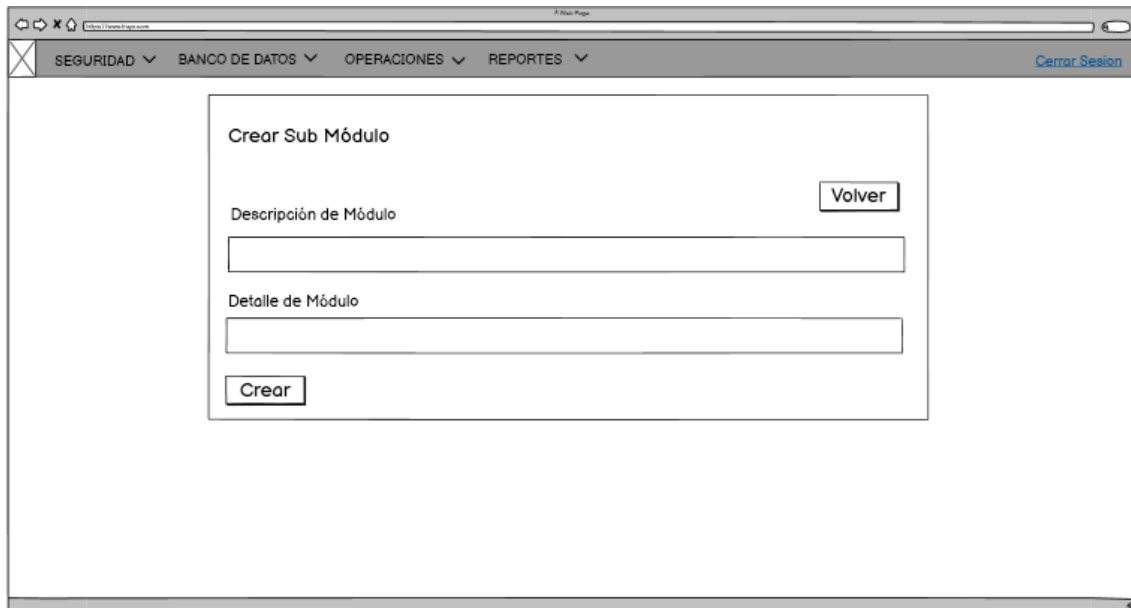 A Web Page
SEGURIDAD BANCO DE DATOS OPERACIONES REPORTES Cerrar Sesion
Crear Sub Módulo
Volver
Descripción de Módulo
Detalle de Módulo
Crear